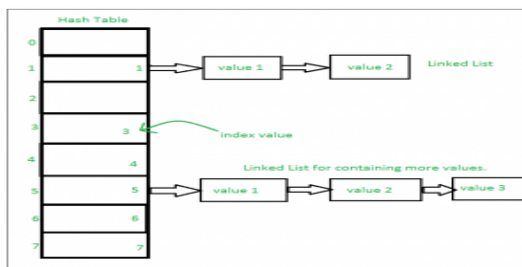 Hash Table
0
1 1 value 1 value 2 Linked List
2
3 3 index value
4 4
Linked List for containing more values.
5 5 value 1 value 2 value 3
6 6
7 7